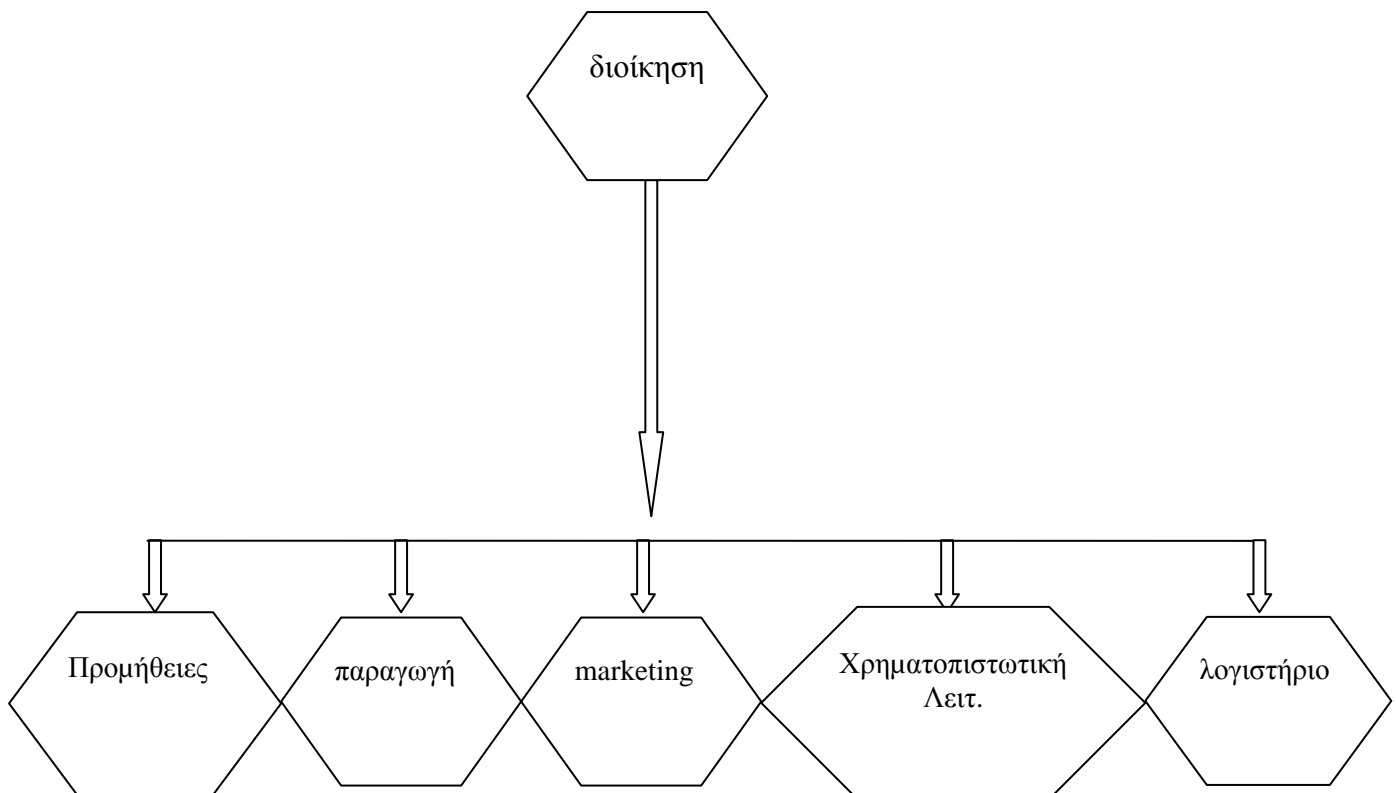 διοίκηση
Προμήθειες
παραγωγή
marketing
Χρηματοπιστωτική
Λειτ.
λογιστήριο